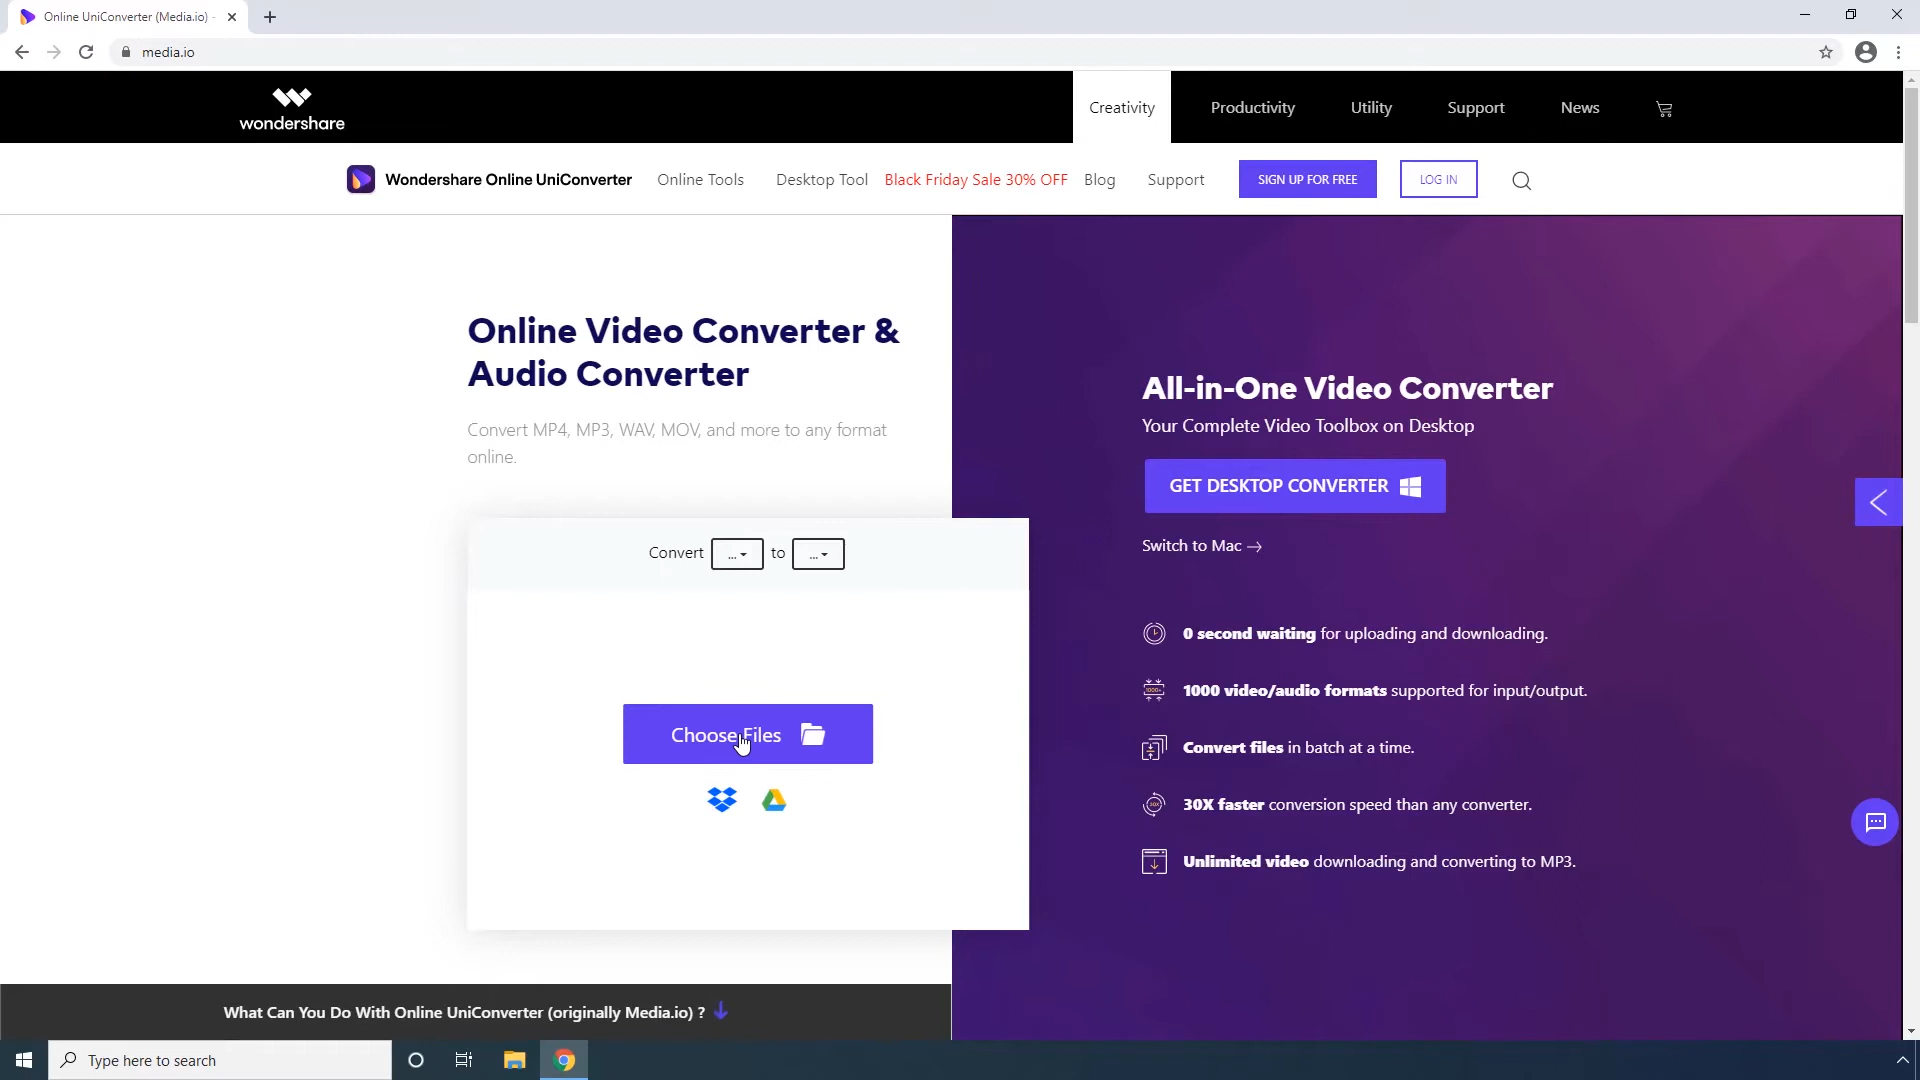 Online UniConverter (Media.io) -
media.io
wondershare
Creativity
Productivity
Utility
Support
News
Wondershare Online UniConverter
Online Tools
Desktop Tool
Black Friday Sale 30% OFF
Blog
Support
SIGN UP FOR FREE
LOG IN
Online Video Converter &
Audio Converter
Convert MP4, MP3, WAV, MOV, and more to any format
online.
Convert ... to ...
Choose Files
All-in-One Video Converter
Your Complete Video Toolbox on Desktop
GET DESKTOP CONVERTER
Switch to Mac →
0 second waiting for uploading and downloading.
1000 video/audio formats supported for input/output.
Convert files in batch at a time.
30X faster conversion speed than any converter.
Unlimited video downloading and converting to MP3.
What Can You Do With Online UniConverter (originally Media.io) ?
Type here to search